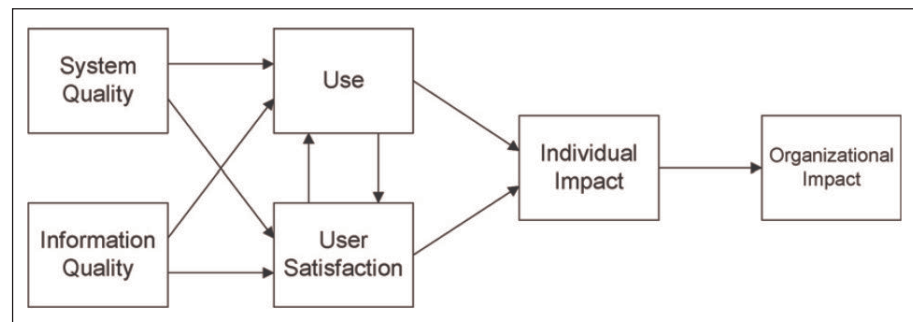 System
Quality
Use
Individual
Impact
Organizational
Impact
Information
Quality
User
Satisfaction